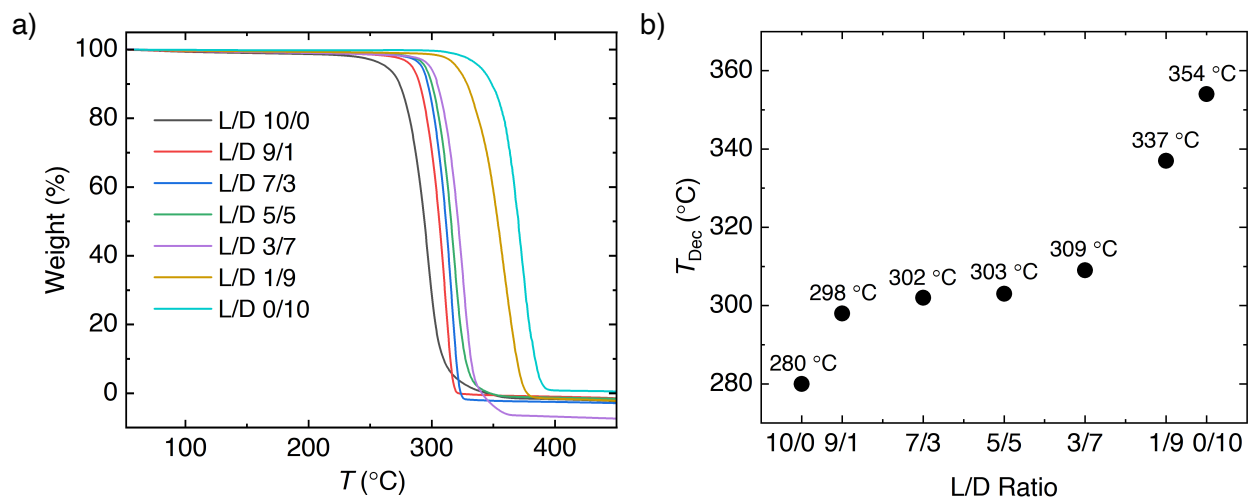 a)
Weight (%)
100
80
60
40
20
0
L/D 10/0
L/D 9/1
L/D 7/3
L/D 5/5
L/D 3/7
L/D 1/9
L/D 0/10
100 200 300 400
T (°C)
b)
T_Dec (°C)
360
340
320
300
280
280 °C
298 °C
302 °C
303 °C
309 °C
337 °C
354 °C
10/0 9/1 7/3 5/5 3/7 1/9 0/10
L/D Ratio